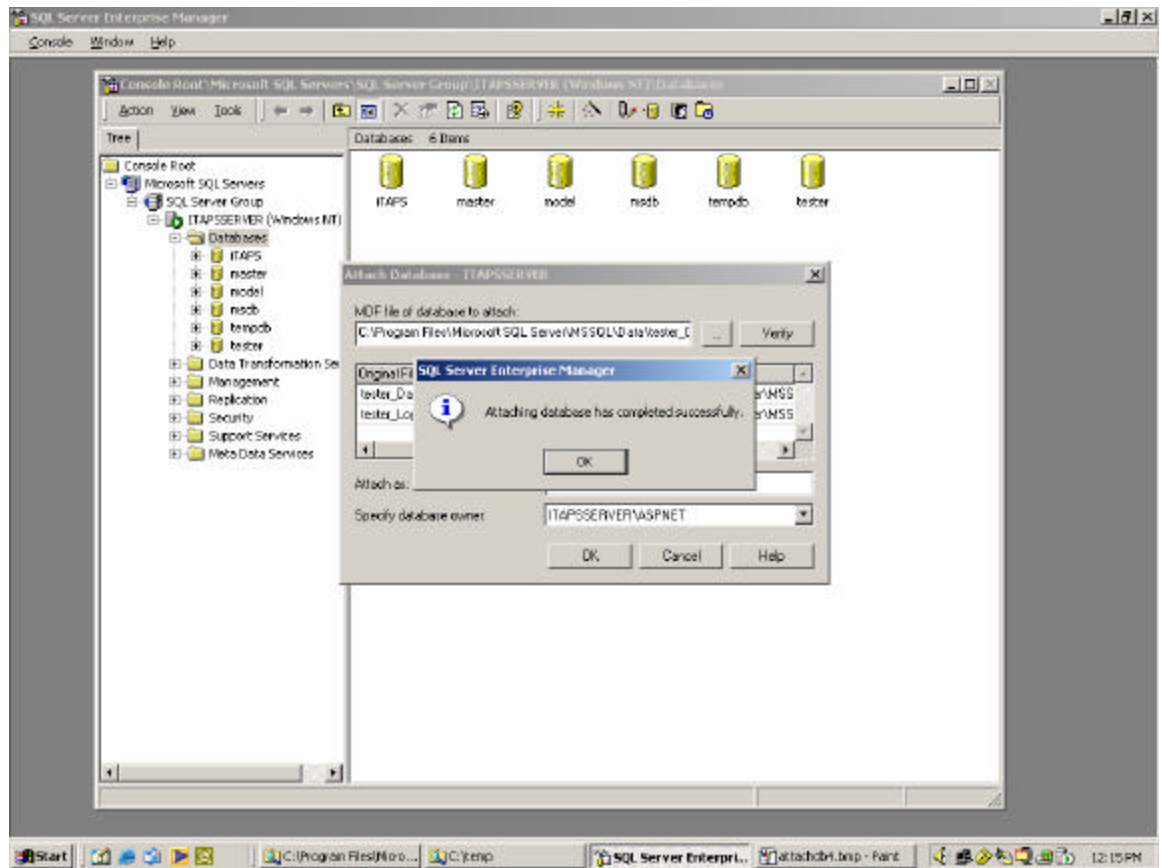 SQL Server Enterprise Manager
Console Window Help
Console Root\Microsoft SQL Servers\SQL Server Group\ITAPSSERVER (Windows NT)\Databases
Action View Tools
Tree
Databases 6 Items
Console Root
Microsoft SQL Servers
SQL Server Group
ITAPSSERVER (Windows NT)
Databases
ITAPS
master
model
msdb
tempdb
tester
Data Transformation Se
Management
Replication
Security
Support Services
Meta Data Services
ITAPS master model msdb tempdb tester
Attach Database - ITAPSSERVER
MDF file of database to attach:
C:\Program Files\Microsoft SQL Server\MSSQL\Data\tester_D
... Verify
Original Fi
tester_Da
tester_Log
er\MSS
er\MSS
SQL Server Enterprise Manager
Attaching database has completed successfully.
OK
Attach as:
Specify database owner:
ITAPSSERVER\ASPNET
OK Cancel Help
Start
C:\Program Files\Micro...
C:\temp
SQL Server Enterpri...
attachdb4.bmp - Paint
12:15 PM